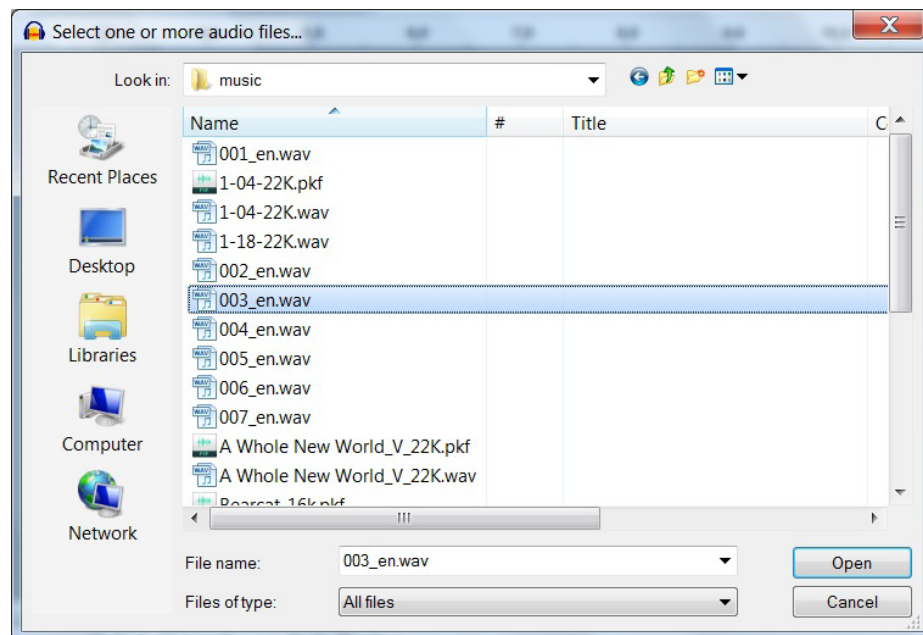 Select one or more audio files...
Look in: music
Name # Title C
Recent Places
Desktop
Libraries
Computer
Network
001_en.wav
1-04-22K.pkf
1-04-22K.wav
1-18-22K.wav
002_en.wav
003_en.wav
004_en.wav
005_en.wav
006_en.wav
007_en.wav
A Whole New World_V_22K.pkf
A Whole New World_V_22K.wav
Bearcat_16k.pkf
File name: 003_en.wav Open
Files of type: All files Cancel